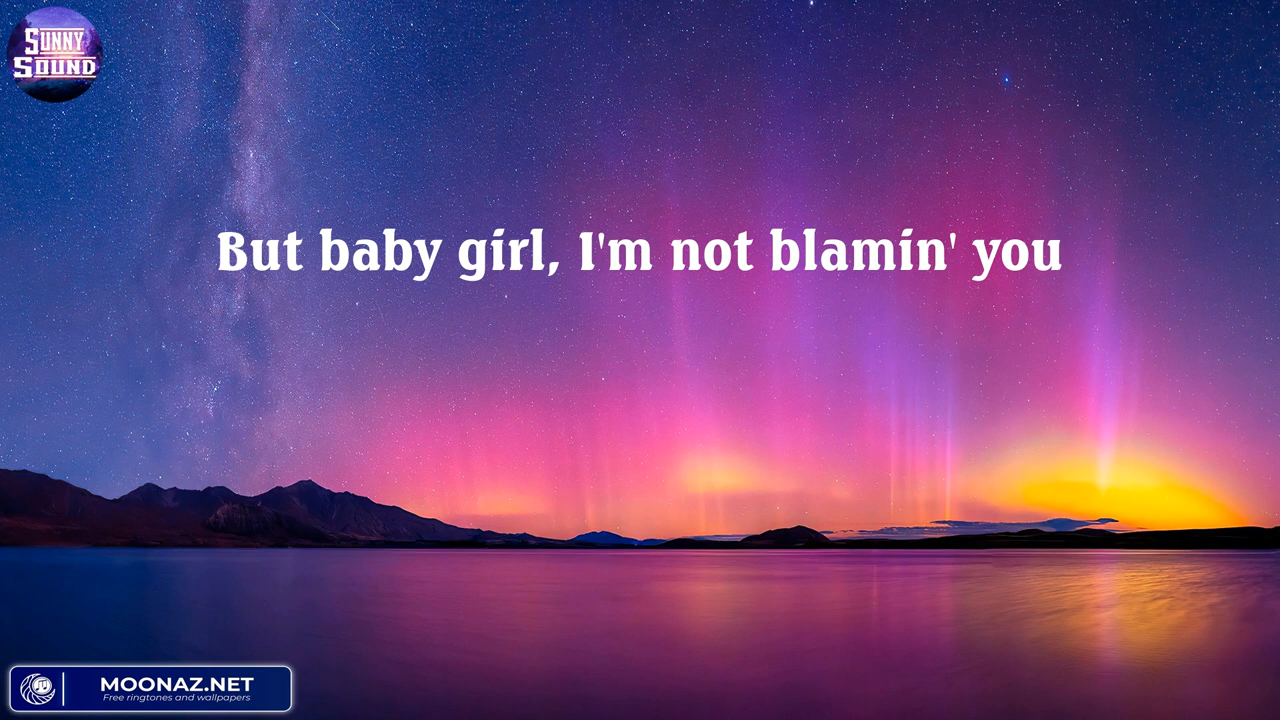 SUNNY
SOUND
But baby girl, I'm not blamin' you
MOONAZ.NET
Free ringtones and wallpapers